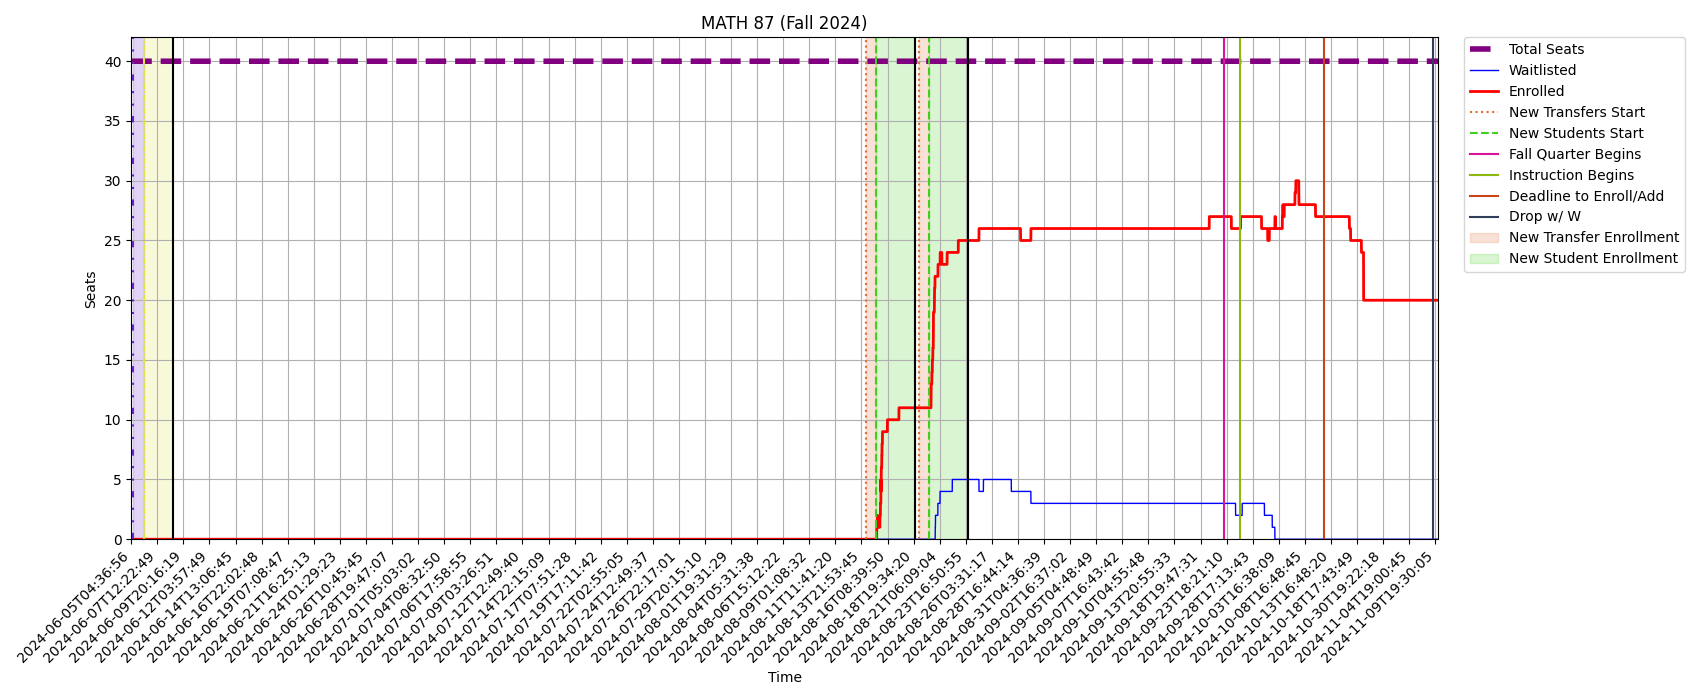 MATH 87 (Fall 2024)
Seats
40
35
30
25
20
15
10
5
0
2024-06-05T04:36:56
2024-06-07T12:22:49
2024-06-09T20:16:19
2024-06-12T03:57:49
2024-06-14T13:06:45
2024-06-16T22:02:48
2024-06-19T07:08:47
2024-06-21T16:25:13
2024-06-24T01:29:23
2024-06-26T10:45:45
2024-06-28T19:47:07
2024-07-01T05:03:02
2024-07-04T08:32:50
2024-07-06T17:58:55
2024-07-09T03:26:51
2024-07-12T12:49:40
2024-07-14T22:15:09
2024-07-17T07:51:28
2024-07-19T17:11:42
2024-07-22T02:55:05
2024-07-24T12:49:37
2024-07-26T22:17:01
2024-07-29T20:15:10
2024-08-01T19:31:29
2024-08-04T05:31:38
2024-08-06T15:12:22
2024-08-09T01:08:32
2024-08-11T11:41:20
2024-08-13T21:53:45
2024-08-16T08:39:50
2024-08-18T19:34:20
2024-08-21T06:09:04
2024-08-23T16:50:55
2024-08-26T03:31:17
2024-08-28T16:44:14
2024-08-31T04:36:39
2024-09-02T16:37:02
2024-09-05T04:48:49
2024-09-07T16:43:42
2024-09-10T04:55:48
2024-09-13T20:55:33
2024-09-18T19:47:31
2024-09-23T18:21:10
2024-09-28T17:13:43
2024-10-03T16:38:09
2024-10-08T16:48:45
2024-10-13T16:48:20
2024-10-18T17:43:49
2024-10-30T19:22:18
2024-11-04T19:00:45
2024-11-09T19:30:05
Time
Total Seats
Waitlisted
Enrolled
New Transfers Start
New Students Start
Fall Quarter Begins
Instruction Begins
Deadline to Enroll/Add
Drop w/ W
New Transfer Enrollment
New Student Enrollment